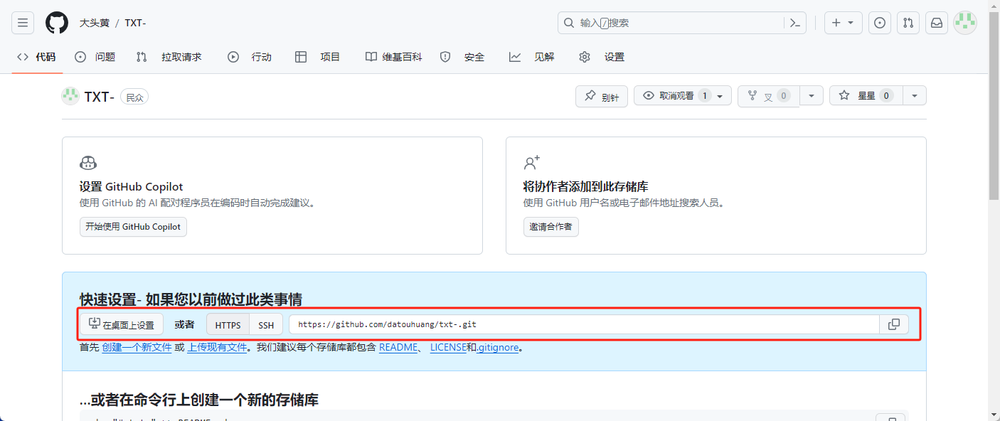 大头黄 / TXT-
输入/搜索
代码 问题 拉取请求 行动 项目 维基百科 安全 见解 设置
TXT- 民众
别针 取消观看 1 叉 0 星星 0
设置 GitHub Copilot
使用 GitHub 的 AI 配对程序员在编码时自动完成建议。
开始使用 GitHub Copilot
将协作者添加到此存储库
使用 GitHub 用户名或电子邮件地址搜索人员。
邀请合作者
快速设置- 如果您以前做过此类事情
在桌面上设置 或者 HTTPS SSH https://github.com/datouhuang/txt-.git
首先 创建一个新文件 或 上传现有文件。我们建议每个存储库都包含 README、 LICENSE和.gitignore。
...或者在命令行上创建一个新的存储库